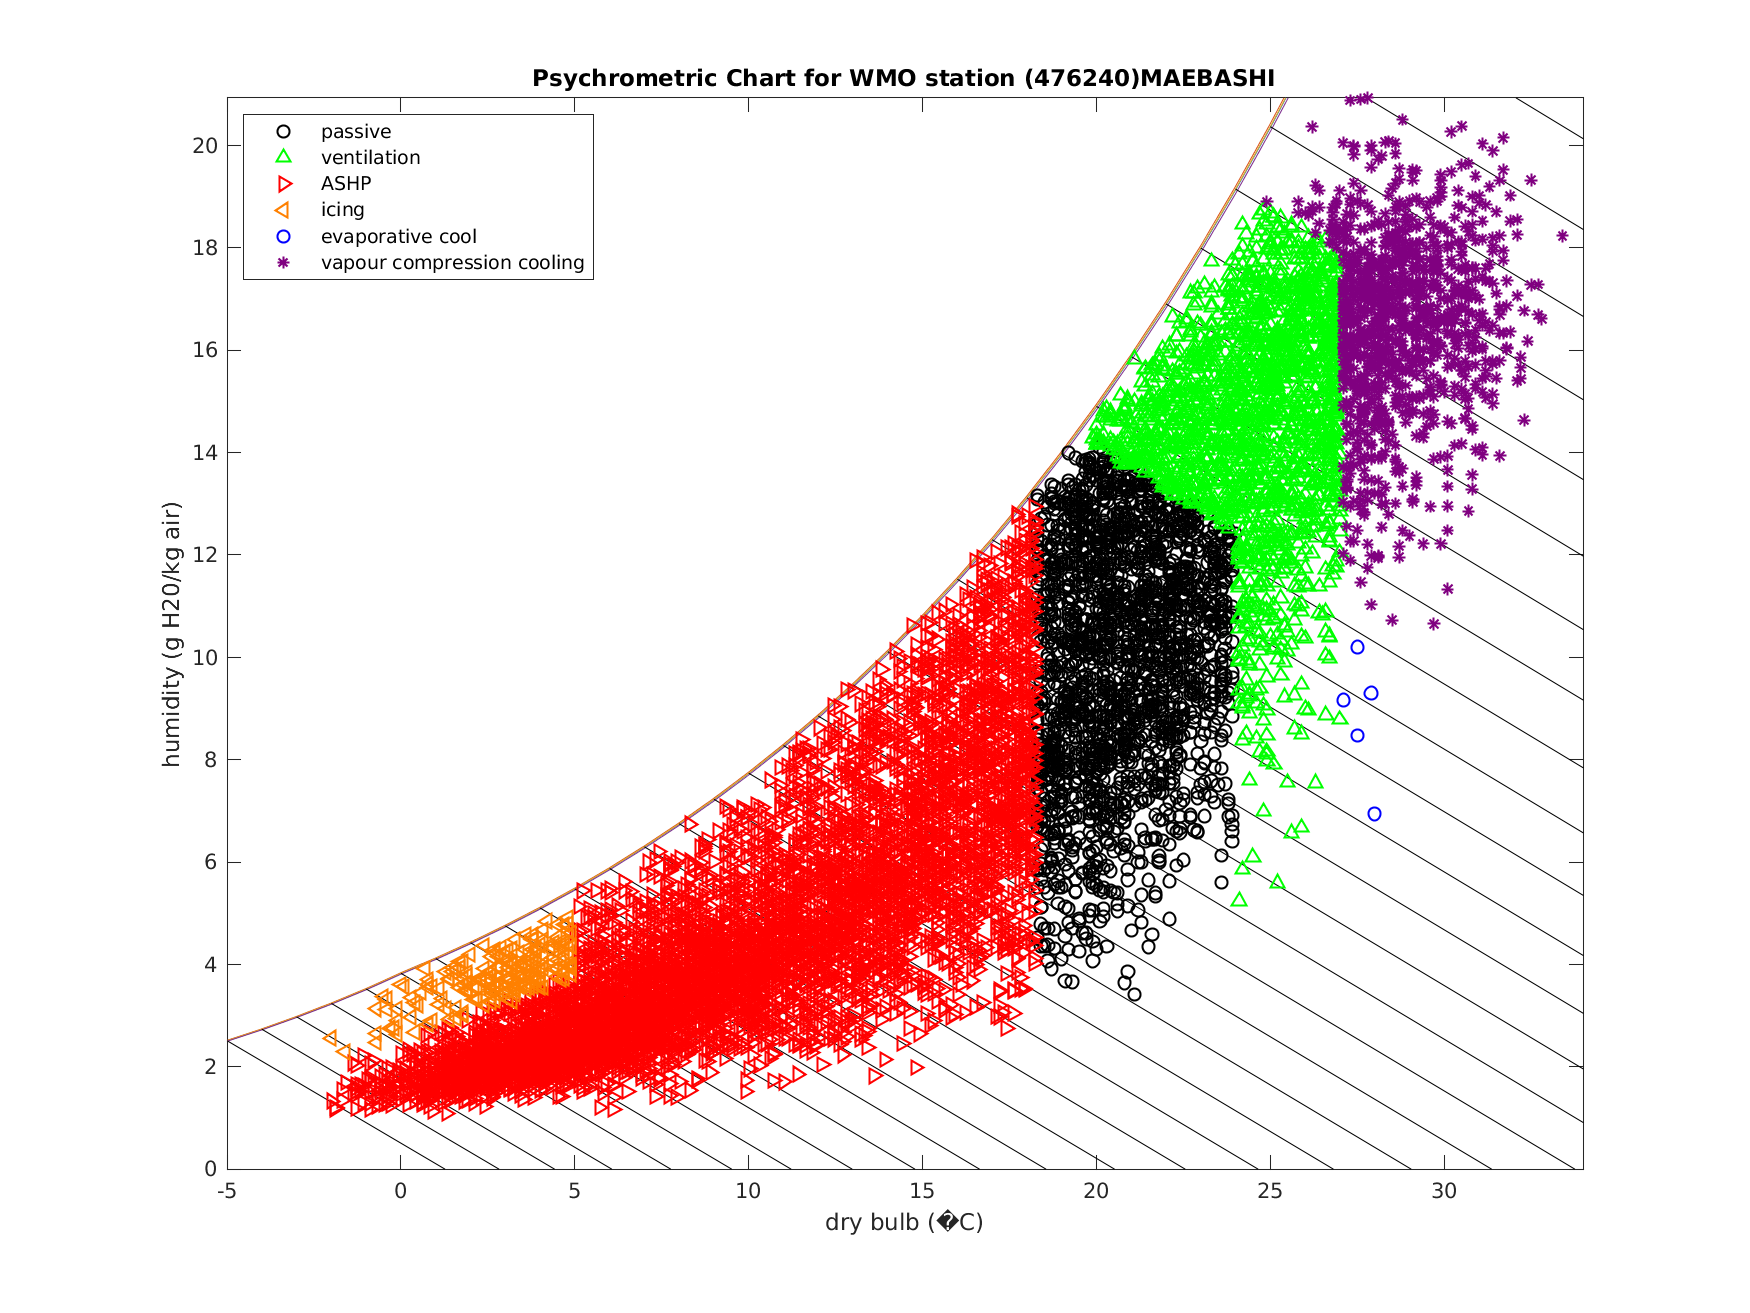 Psychrometric Chart for WMO station (476240)MAEBASHI
passive
ventilation
ASHP
icing
evaporative cool
vapour compression cooling
20
18
16
14
12
10
8
6
4
2
0
humidity (g H20/kg air)
-5
0
5
10
15
20
25
30
dry bulb (�C)